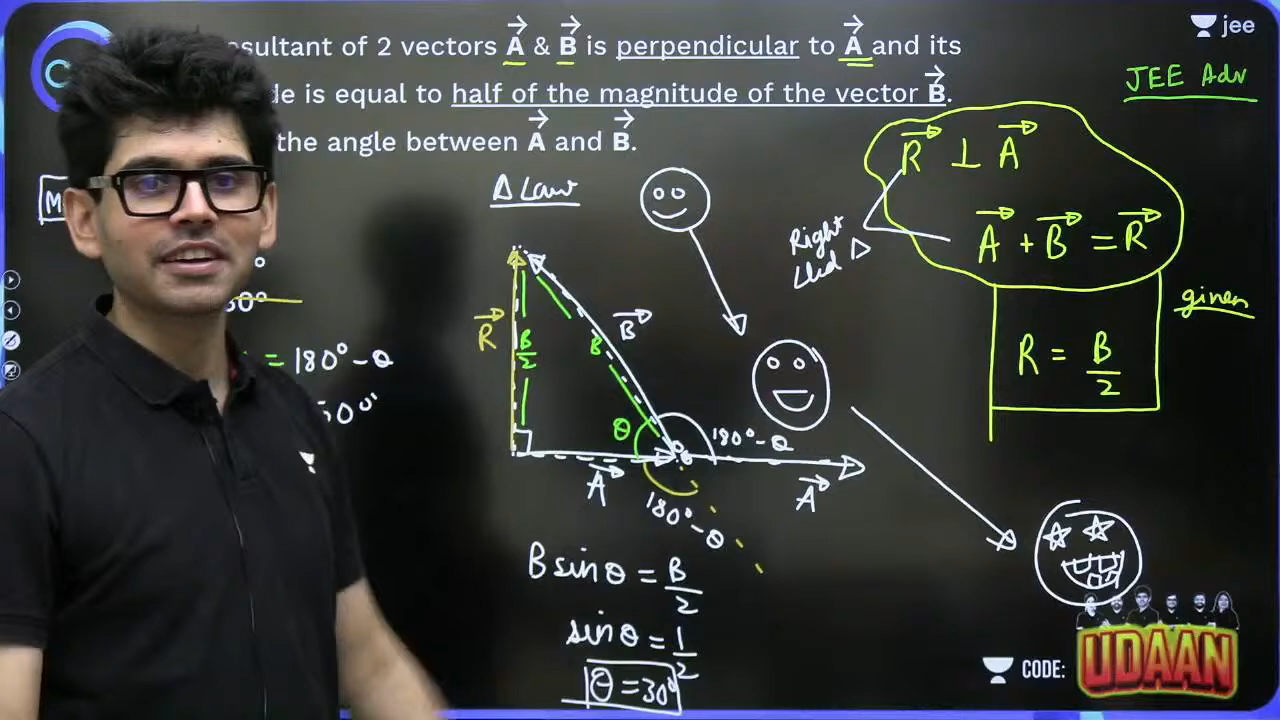 sultant of 2 vectors A & B is perpendicular to A and its
de is equal to half of the magnitude of the vector B.
the angle between A and B.
jee
JEE Adv
M
Δ Law
R ⊥ A
A + B = R
Right
Δ
given
R = B/2
= 180° - θ
R
B/2
B
B
θ
180° - θ
A
A
180° - θ
B sin θ = B/2
sin θ = 1/2
θ = 30°
CODE:
UDAAN